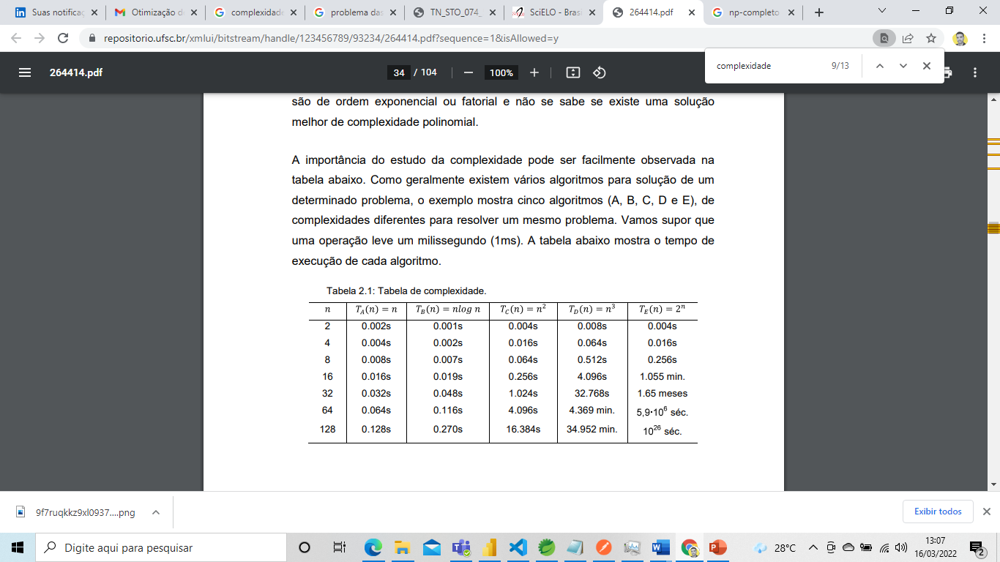 Suas notificaç
Otimização d
complexidade
problema das
TN_STO_074_
SciELO - Brasi
264414.pdf
np-completo
repositorio.ufsc.br/xmlui/bitstream/handle/123456789/93234/264414.pdf?sequence=1&isAllowed=y
264414.pdf
34 / 104
100%
complexidade 9/13
são de ordem exponencial ou fatorial e não se sabe se existe uma solução
melhor de complexidade polinomial.
A importância do estudo da complexidade pode ser facilmente observada na
tabela abaixo. Como geralmente existem vários algoritmos para solução de um
determinado problema, o exemplo mostra cinco algoritmos (A, B, C, D e E), de
complexidades diferentes para resolver um mesmo problema. Vamos supor que
uma operação leve um milissegundo (1ms). A tabela abaixo mostra o tempo de
execução de cada algoritmo.
Tabela 2.1: Tabela de complexidade.
n T_A(n) = n T_B(n) = nlog n T_C(n) = n² T_D(n) = n³ T_E(n) = 2ⁿ
2 0.002s 0.001s 0.004s 0.008s 0.004s
4 0.004s 0.002s 0.016s 0.064s 0.016s
8 0.008s 0.007s 0.064s 0.512s 0.256s
16 0.016s 0.019s 0.256s 4.096s 1.055 min.
32 0.032s 0.048s 1.024s 32.768s 1.65 meses
64 0.064s 0.116s 4.096s 4.369 min. 5,9·10⁶ séc.
128 0.128s 0.270s 16.384s 34.952 min. 10²⁶ séc.
9f7ruqkkz9xl0937....png
Exibir todos
Digite aqui para pesquisar
28°C
13:07
16/03/2022
2